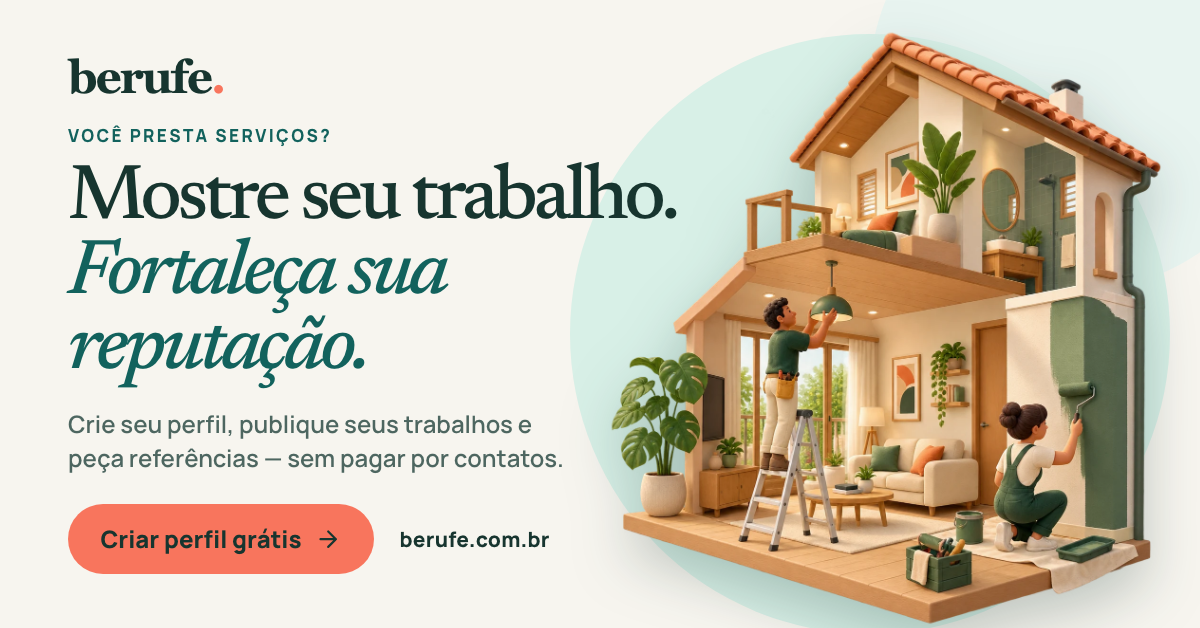 berufe.
VOCÊ PRESTA SERVIÇOS?
Mostre seu trabalho.
Fortaleça sua
reputação.
Crie seu perfil, publique seus trabalhos e
peça referências — sem pagar por contatos.
Criar perfil grátis →
berufe.com.br